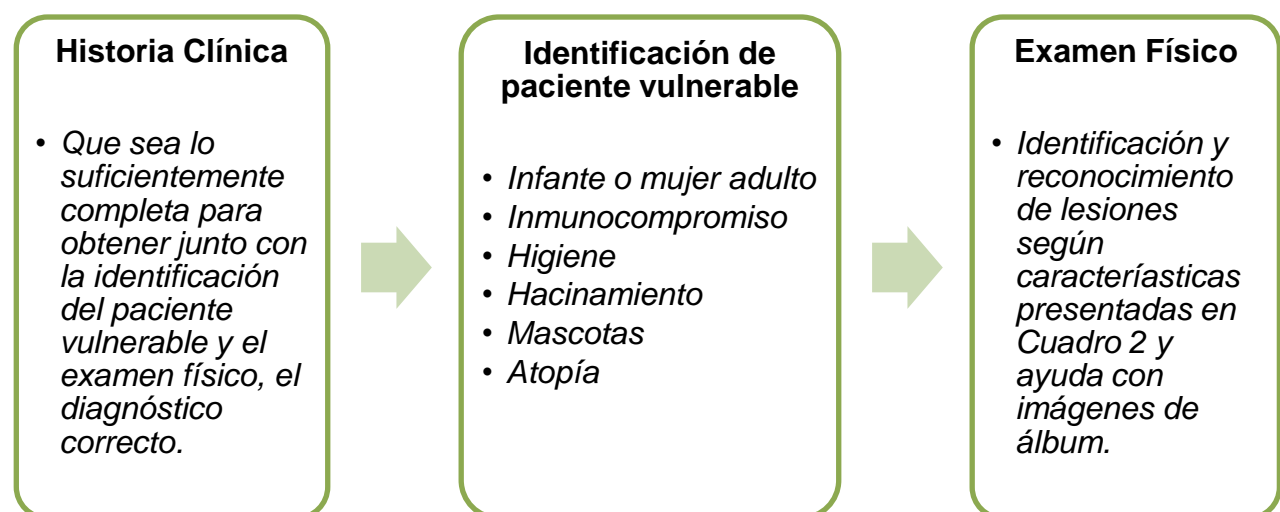 Historia Clínica
• Que sea lo
suficientemente
completa para
obtener junto con
la identificación
del paciente
vulnerable y el
examen físico, el
diagnóstico
correcto.
Identificación de
paciente vulnerable
• Infante o mujer adulto
• Inmunocompromiso
• Higiene
• Hacinamiento
• Mascotas
• Atopía
Examen Físico
• Identificación y
reconocimiento
de lesiones
según
caracteríasticas
presentadas en
Cuadro 2 y
ayuda con
imágenes de
álbum.